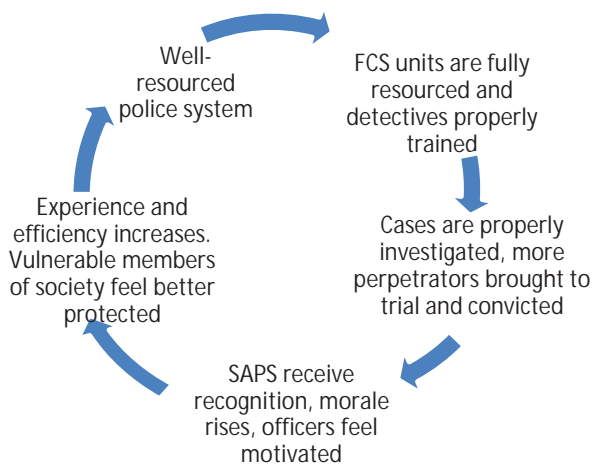 Well-
resourced
police system
FCS units are fully
resourced and
detectives properly
trained
Cases are properly
investigated, more
perpetrators brought to
trial and convicted
SAPS receive
recognition, morale
rises, officers feel
motivated
Experience and
efficiency increases.
Vulnerable members
of society feel better
protected